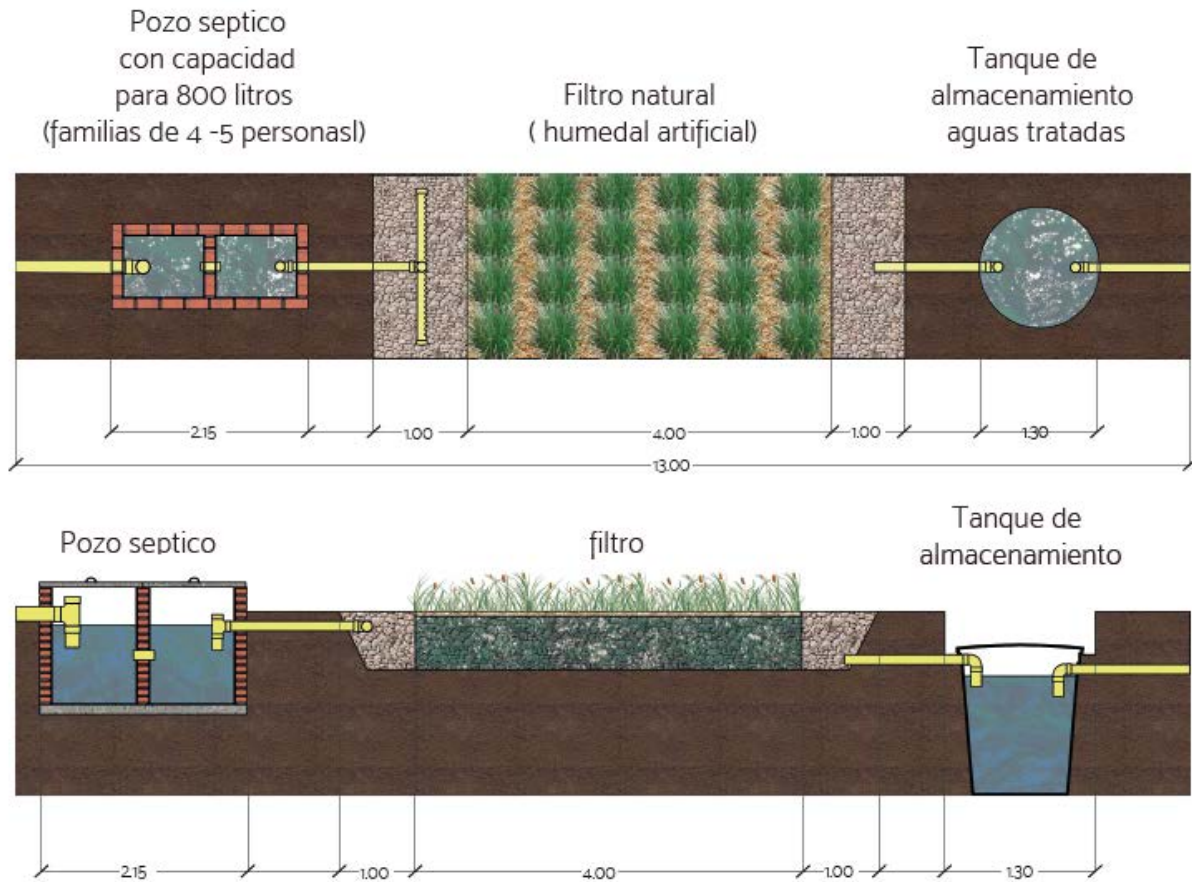 Pozo septico
con capacidad
para 800 litros
(familias de 4 -5 personasl)
Filtro natural
( humedal artificial)
Tanque de
almacenamiento
aguas tratadas
2.15
1.00
4.00
1.00
1.30
13.00
Pozo septico
filtro
Tanque de
almacenamiento
2.15
1.00
4.00
1.00
1.30